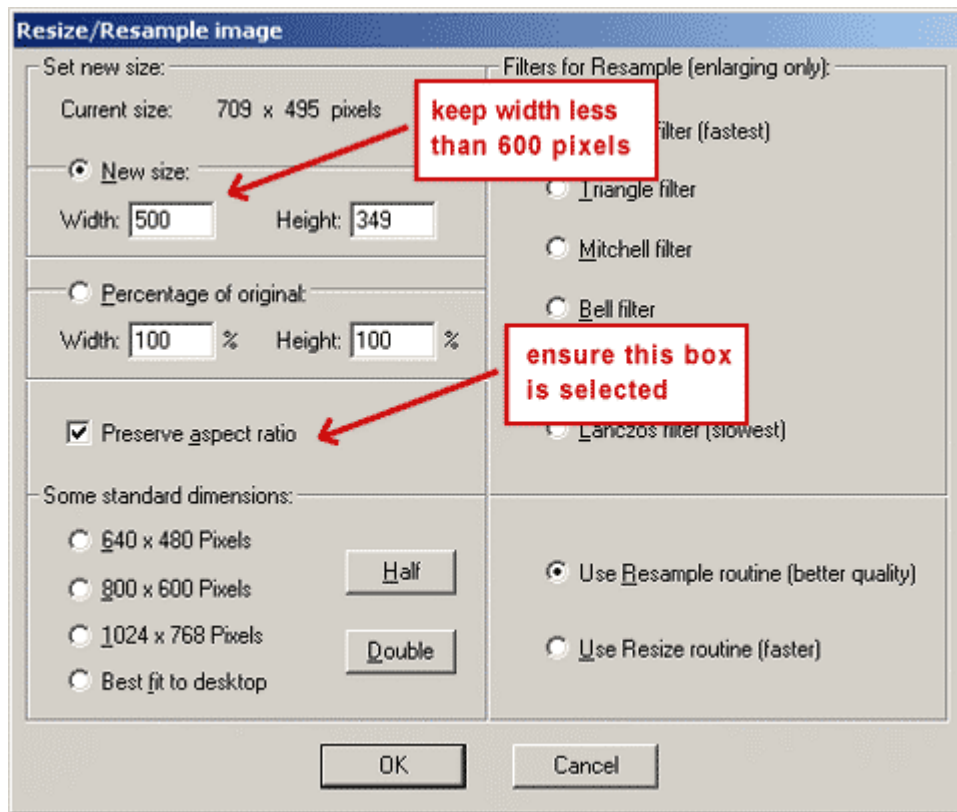 Resize/Resample image
Set new size:
Current size: 709 x 495 pixels
New size:
Width: 500 Height: 349
Percentage of original:
Width: 100 % Height: 100 %
Preserve aspect ratio
Some standard dimensions:
640 x 480 Pixels
800 x 600 Pixels
1024 x 768 Pixels
Best fit to desktop
Half
Double
Filters for Resample (enlarging only):
filter (fastest)
Triangle filter
Mitchell filter
Bell filter
Lanczos filter (slowest)
Use Resample routine (better quality)
Use Resize routine (faster)
keep width less
than 600 pixels
ensure this box
is selected
OK
Cancel